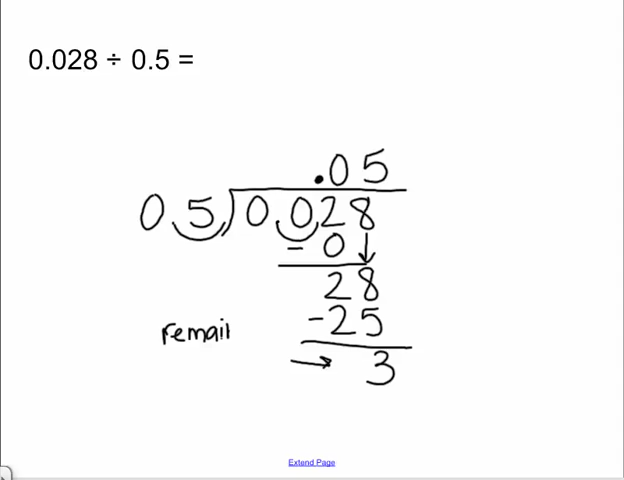 0.028 ÷ 0.5 =
.05
0.5)0.028
- 0
28
remail
-25
→ 3
Extend Page